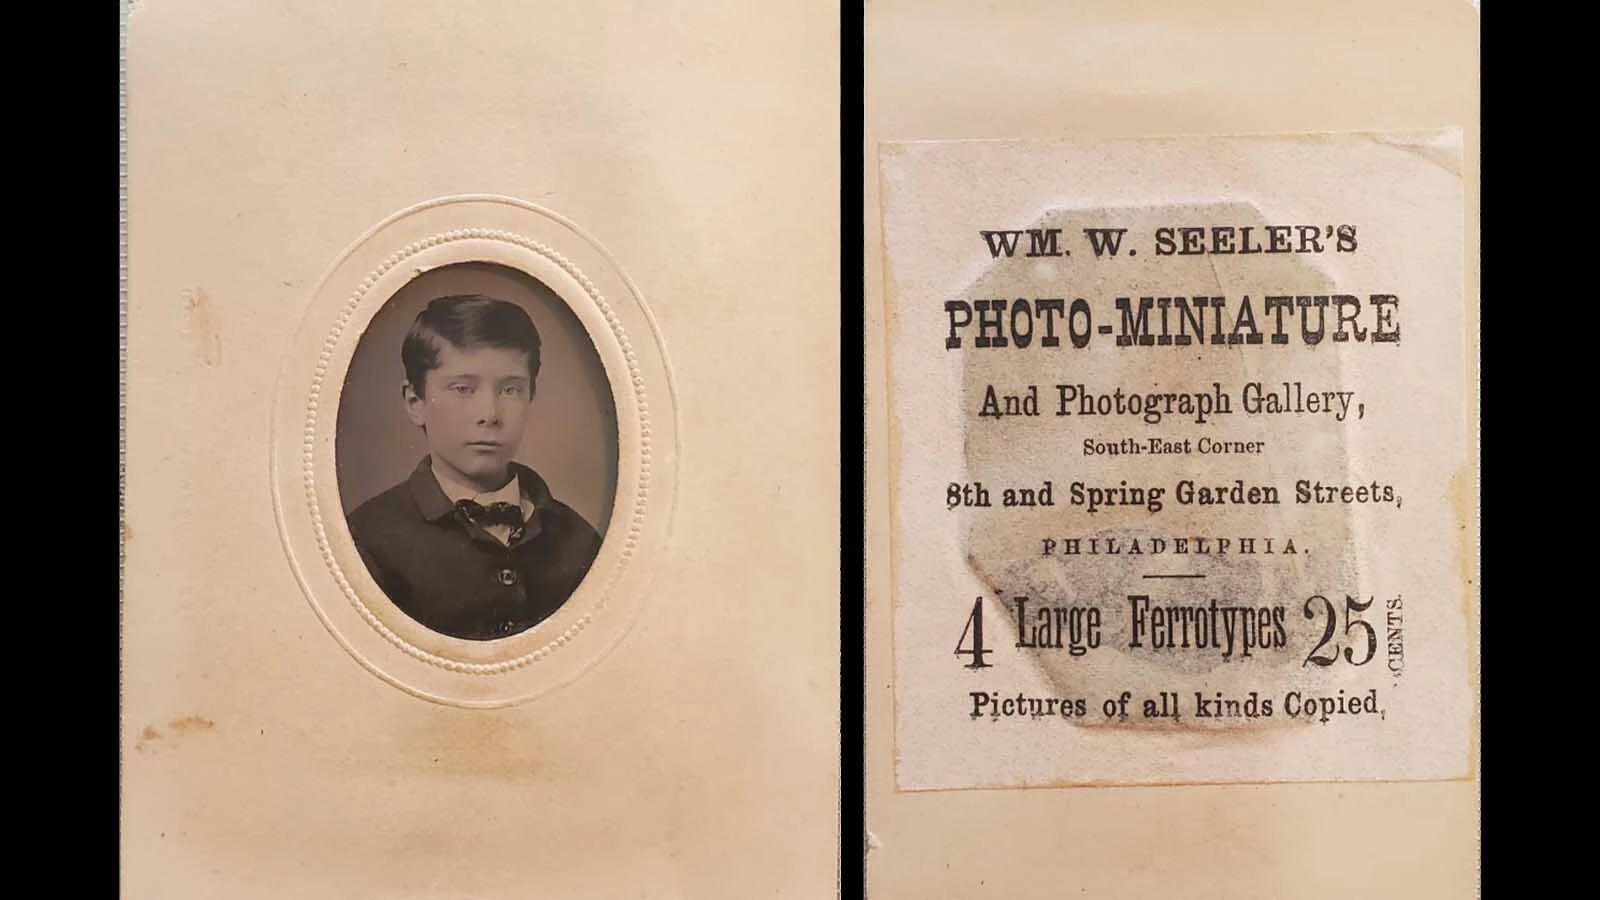 WM. W. SEELER'S
PHOTO-MINIATURE
And Photograph Gallery,
South-East Corner
8th and Spring Garden Streets,
PHILADELPHIA.
4 Large Ferrotypes 25 CENTS.
Pictures of all kinds Copied,